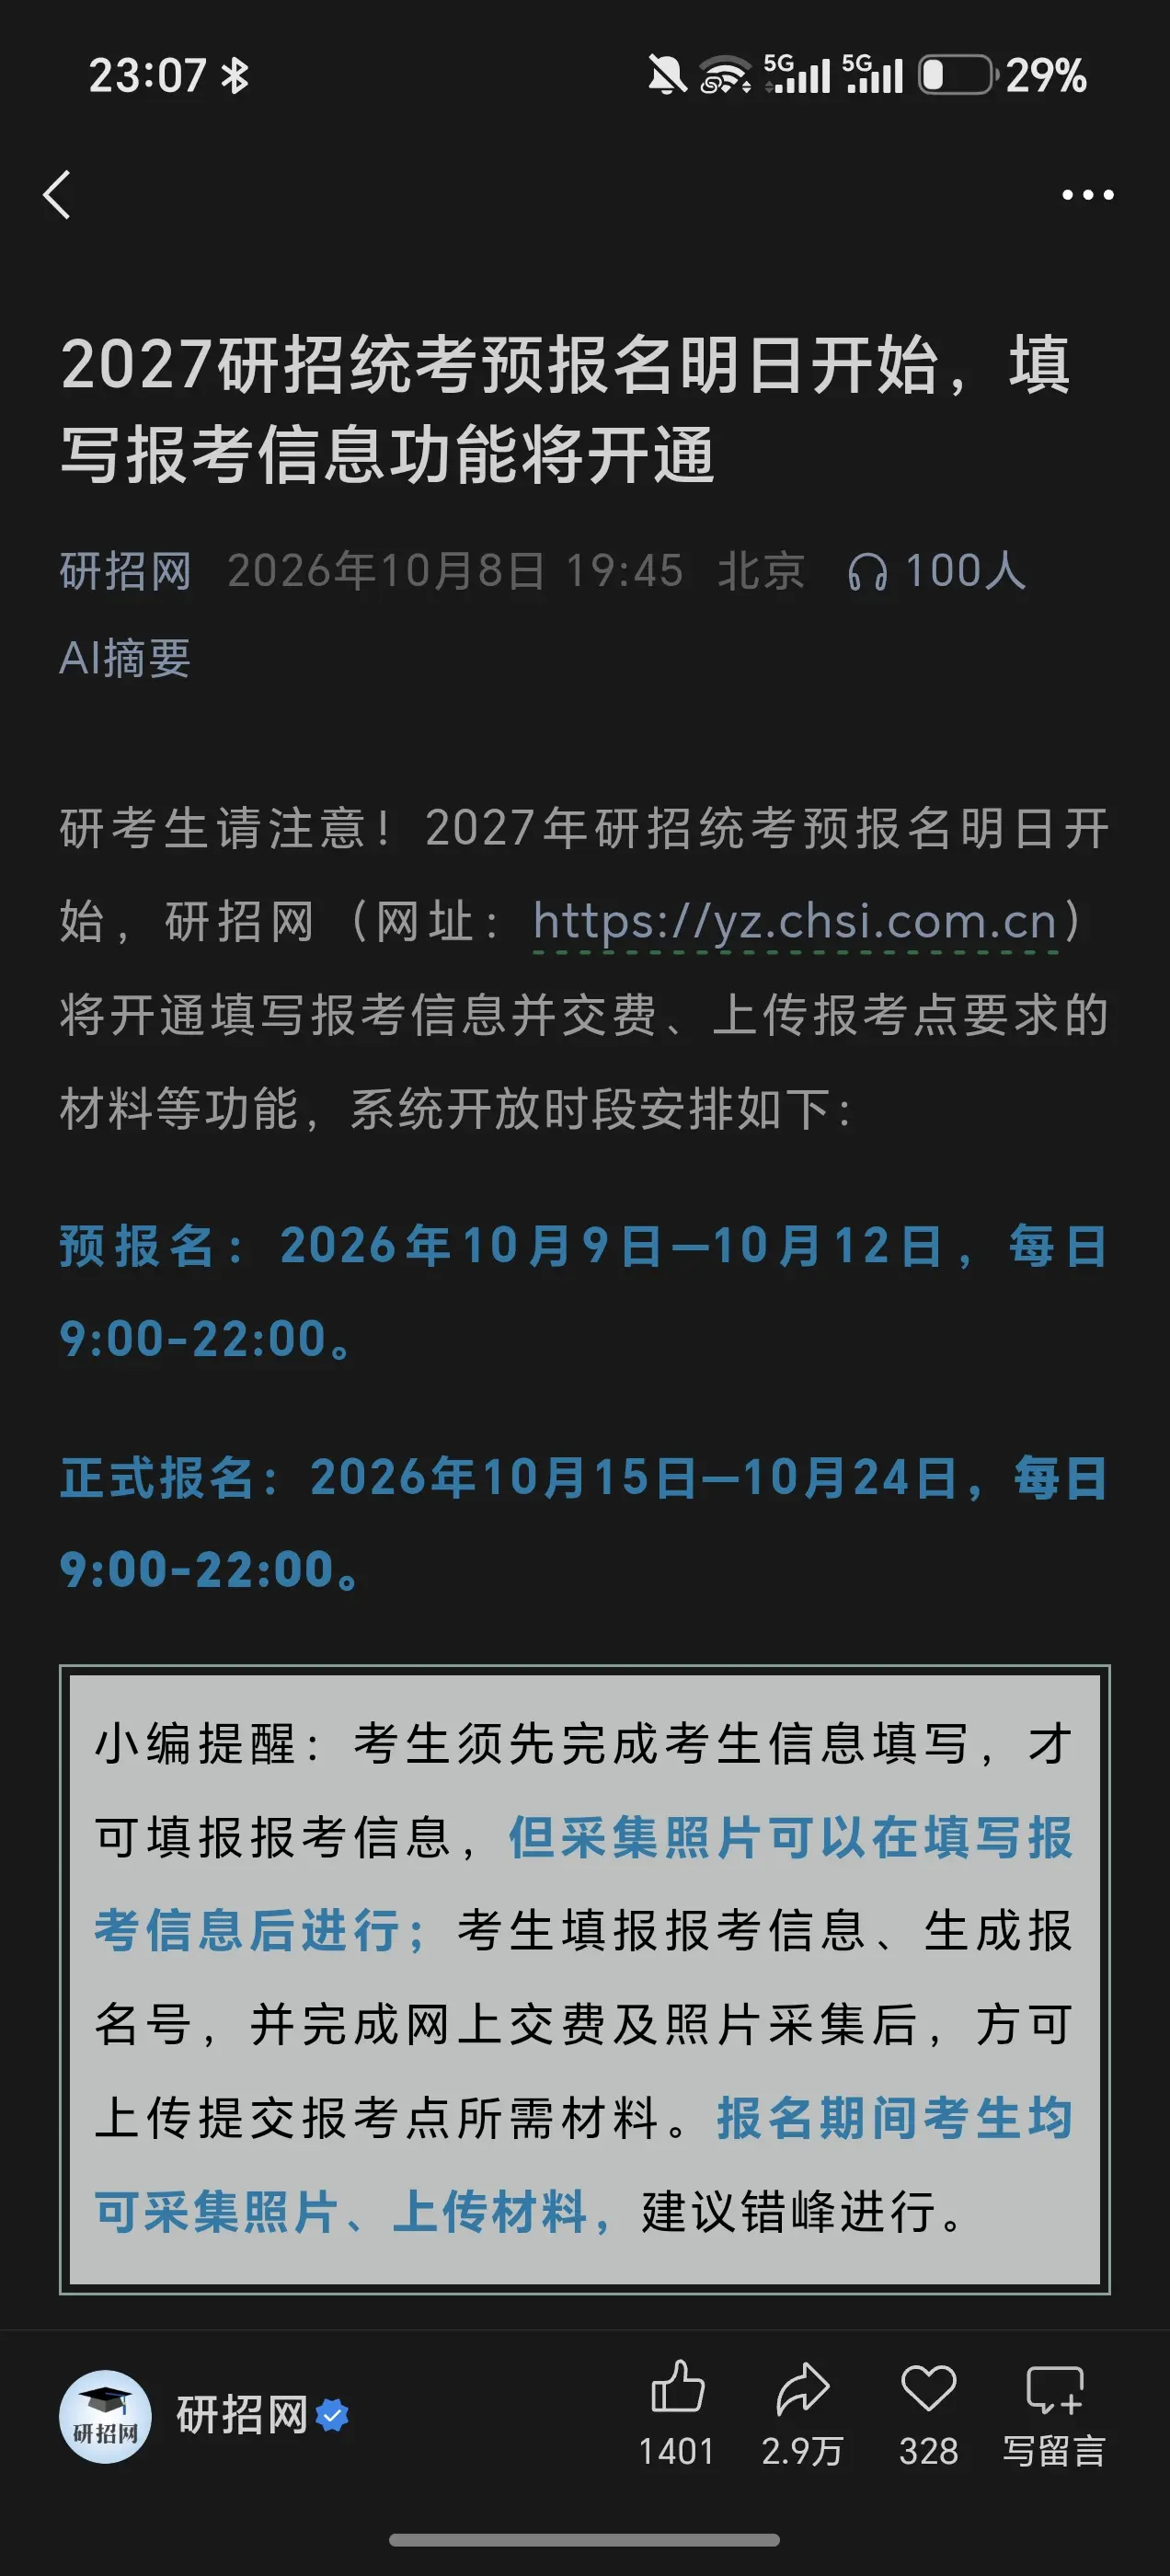 23:07
5G 5G 29%
2027研招统考预报名明日开始，填
写报考信息功能将开通
研招网 2026年10月8日 19:45 北京 100人
AI摘要
研考生请注意！2027年研招统考预报名明日开
始，研招网（网址：https://yz.chsi.com.cn）
将开通填写报考信息并交费、上传报考点要求的
材料等功能，系统开放时段安排如下：
预报名：2026年10月9日—10月12日，每日
9:00-22:00。
正式报名：2026年10月15日—10月24日，每日
9:00-22:00。
小编提醒：考生须先完成考生信息填写，才
可填报报考信息，但采集照片可以在填写报
考信息后进行；考生填报报考信息、生成报
名号，并完成网上交费及照片采集后，方可
上传提交报考点所需材料。报名期间考生均
可采集照片、上传材料，建议错峰进行。
研招网
研招网
1401 2.9万 328 写留言